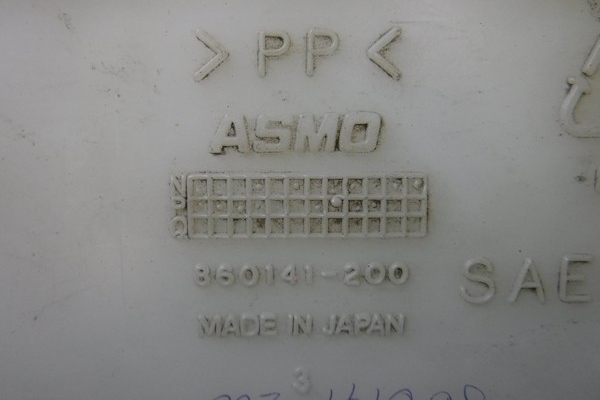 >PP<
ASMO
N
P
D
360141-200
SAE
MADE IN JAPAN
3